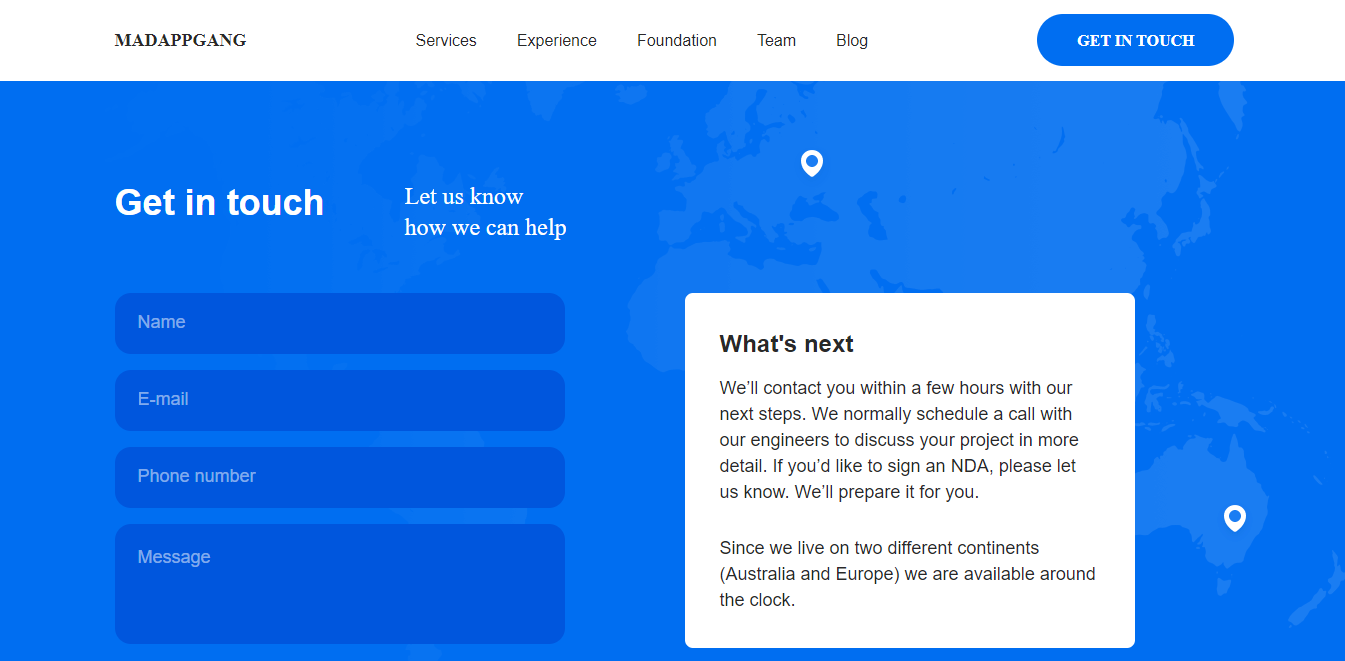 MADAPPGANG
Services
Experience
Foundation
Team
Blog
GET IN TOUCH
Get in touch
Let us know
how we can help
Name
E-mail
Phone number
Message
What's next
We’ll contact you within a few hours with our
next steps. We normally schedule a call with
our engineers to discuss your project in more
detail. If you’d like to sign an NDA, please let
us know. We’ll prepare it for you.
Since we live on two different continents
(Australia and Europe) we are available around
the clock.